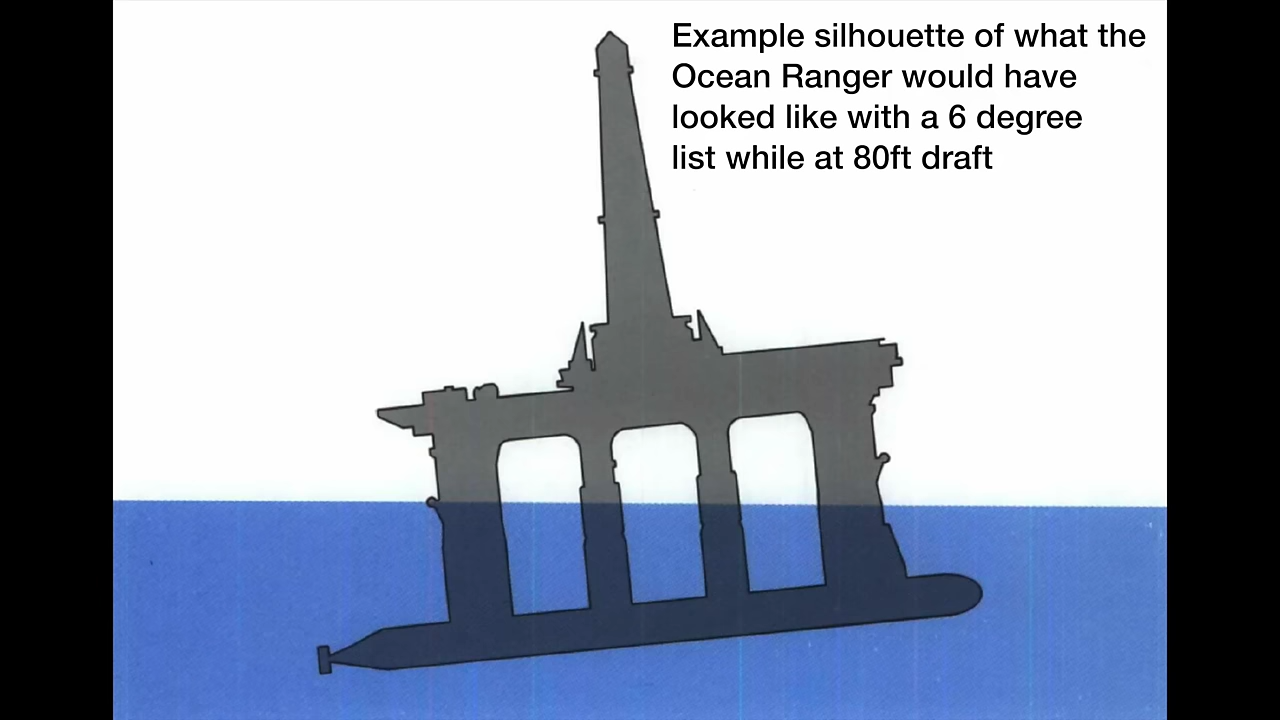 Example silhouette of what the
Ocean Ranger would have
looked like with a 6 degree
list while at 80ft draft